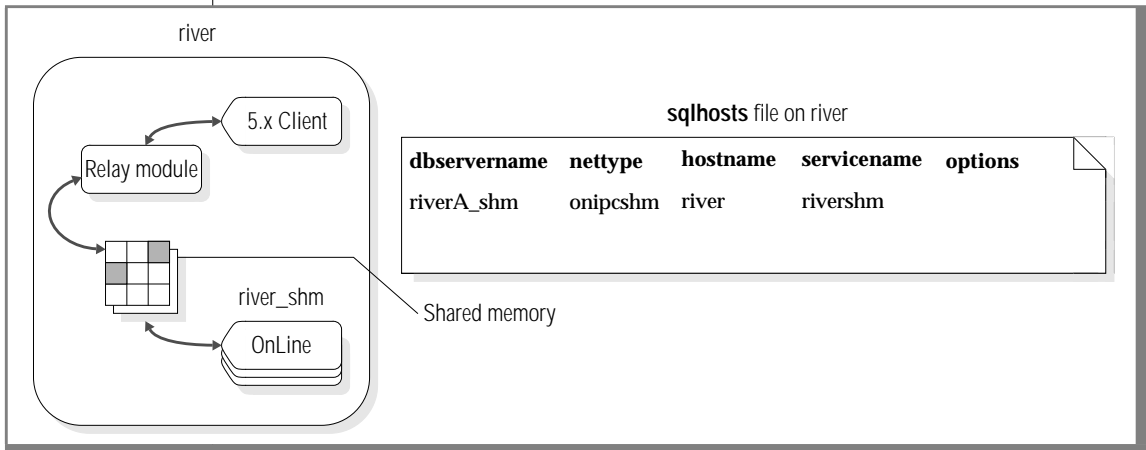 river
5.x Client
Relay module
river_shm
OnLine
Shared memory
sqlhosts file on river
dbservername nettype hostname servicename options
riverA_shm onipcshm river rivershm